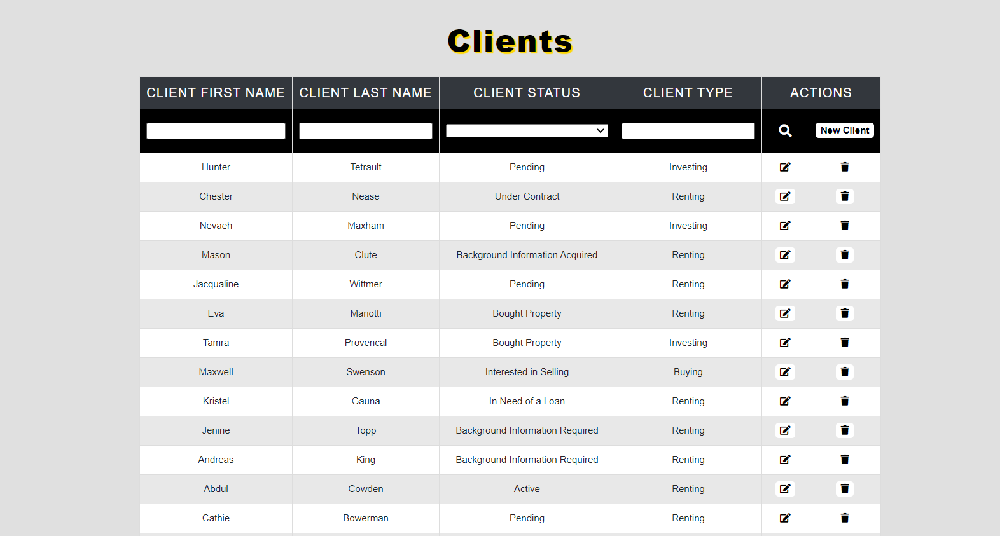 Clients
CLIENT FIRST NAME CLIENT LAST NAME CLIENT STATUS CLIENT TYPE ACTIONS
New Client
Hunter Tetrault Pending Investing
Chester Nease Under Contract Renting
Nevaeh Maxham Pending Investing
Mason Clute Background Information Acquired Renting
Jacqualine Wittmer Pending Renting
Eva Mariotti Bought Property Renting
Tamra Provencal Bought Property Investing
Maxwell Swenson Interested in Selling Buying
Kristel Gauna In Need of a Loan Renting
Jenine Topp Background Information Required Renting
Andreas King Background Information Required Renting
Abdul Cowden Active Renting
Cathie Bowerman Pending Renting